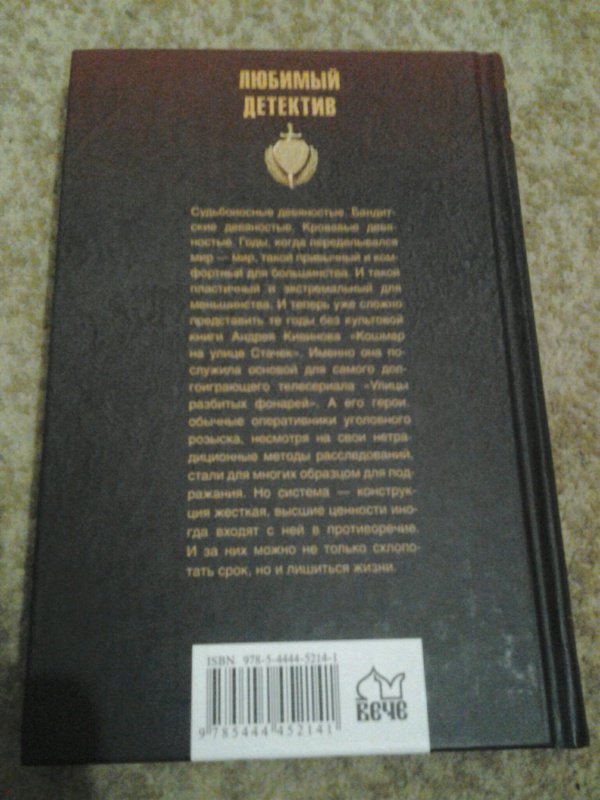 ЛЮБИМЫЙ
ДЕТЕКТИВ
Судьбоносные девяностые. Бандит-
ские девяностые. Кровавые девя-
ностые. Годы, когда переделывался
мир — мир, такой привычный и ком-
фортный для большинства. И такой
пластичный и экстремальный для
меньшинства. И теперь уже сложно
представить те годы без культовой
книги Андрея Кивинова «Кошмар
на улице Стачек». Именно она по-
служила основой для самого дол-
гоиграющего телесериала «Улицы
разбитых фонарей». А его герои,
обычные оперативники уголовного
розыска, несмотря на свои нетра-
диционные методы расследований,
стали для многих образцом для под-
ражания. Но система — конструк-
ция жесткая, высшие ценности ино-
гда входят с ней в противоречие.
И за них можно не только схлопо-
тать срок, но и лишиться жизни.
ISBN 978-5-4444-5214-1
9 785444 452141
ВЕЧЕ